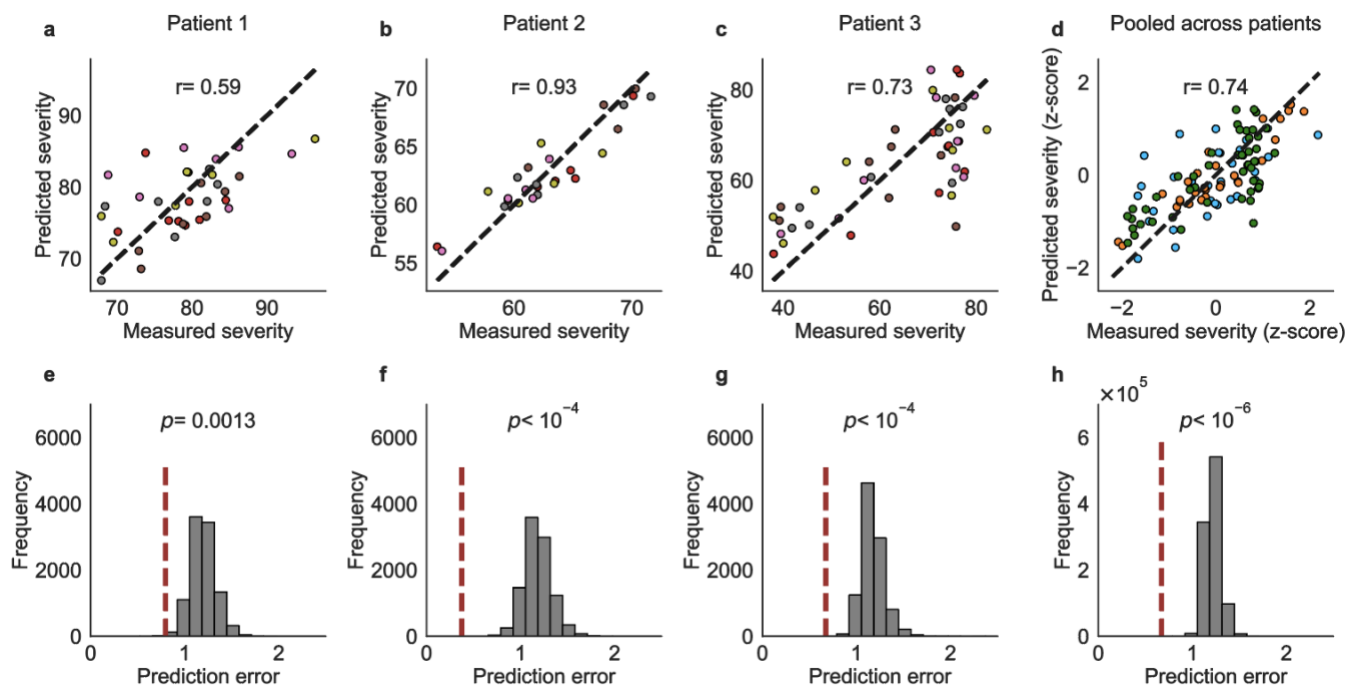 a
Patient 1
Predicted severity
90
80
70
r= 0.59
70
80
90
Measured severity
b
Patient 2
Predicted severity
70
65
60
55
r= 0.93
60
70
Measured severity
c
Patient 3
Predicted severity
80
60
40
r= 0.73
40
60
80
Measured severity
d
Pooled across patients
Predicted severity (z-score)
2
0
−2
r= 0.74
−2
0
2
Measured severity (z-score)
e
Frequency
6000
4000
2000
0
p= 0.0013
0
1
2
Prediction error
f
Frequency
6000
4000
2000
0
p< 10⁻⁴
0
1
2
Prediction error
g
Frequency
6000
4000
2000
0
p< 10⁻⁴
0
1
2
Prediction error
h
×10⁵
Frequency
6
4
2
0
p< 10⁻⁶
0
1
2
Prediction error